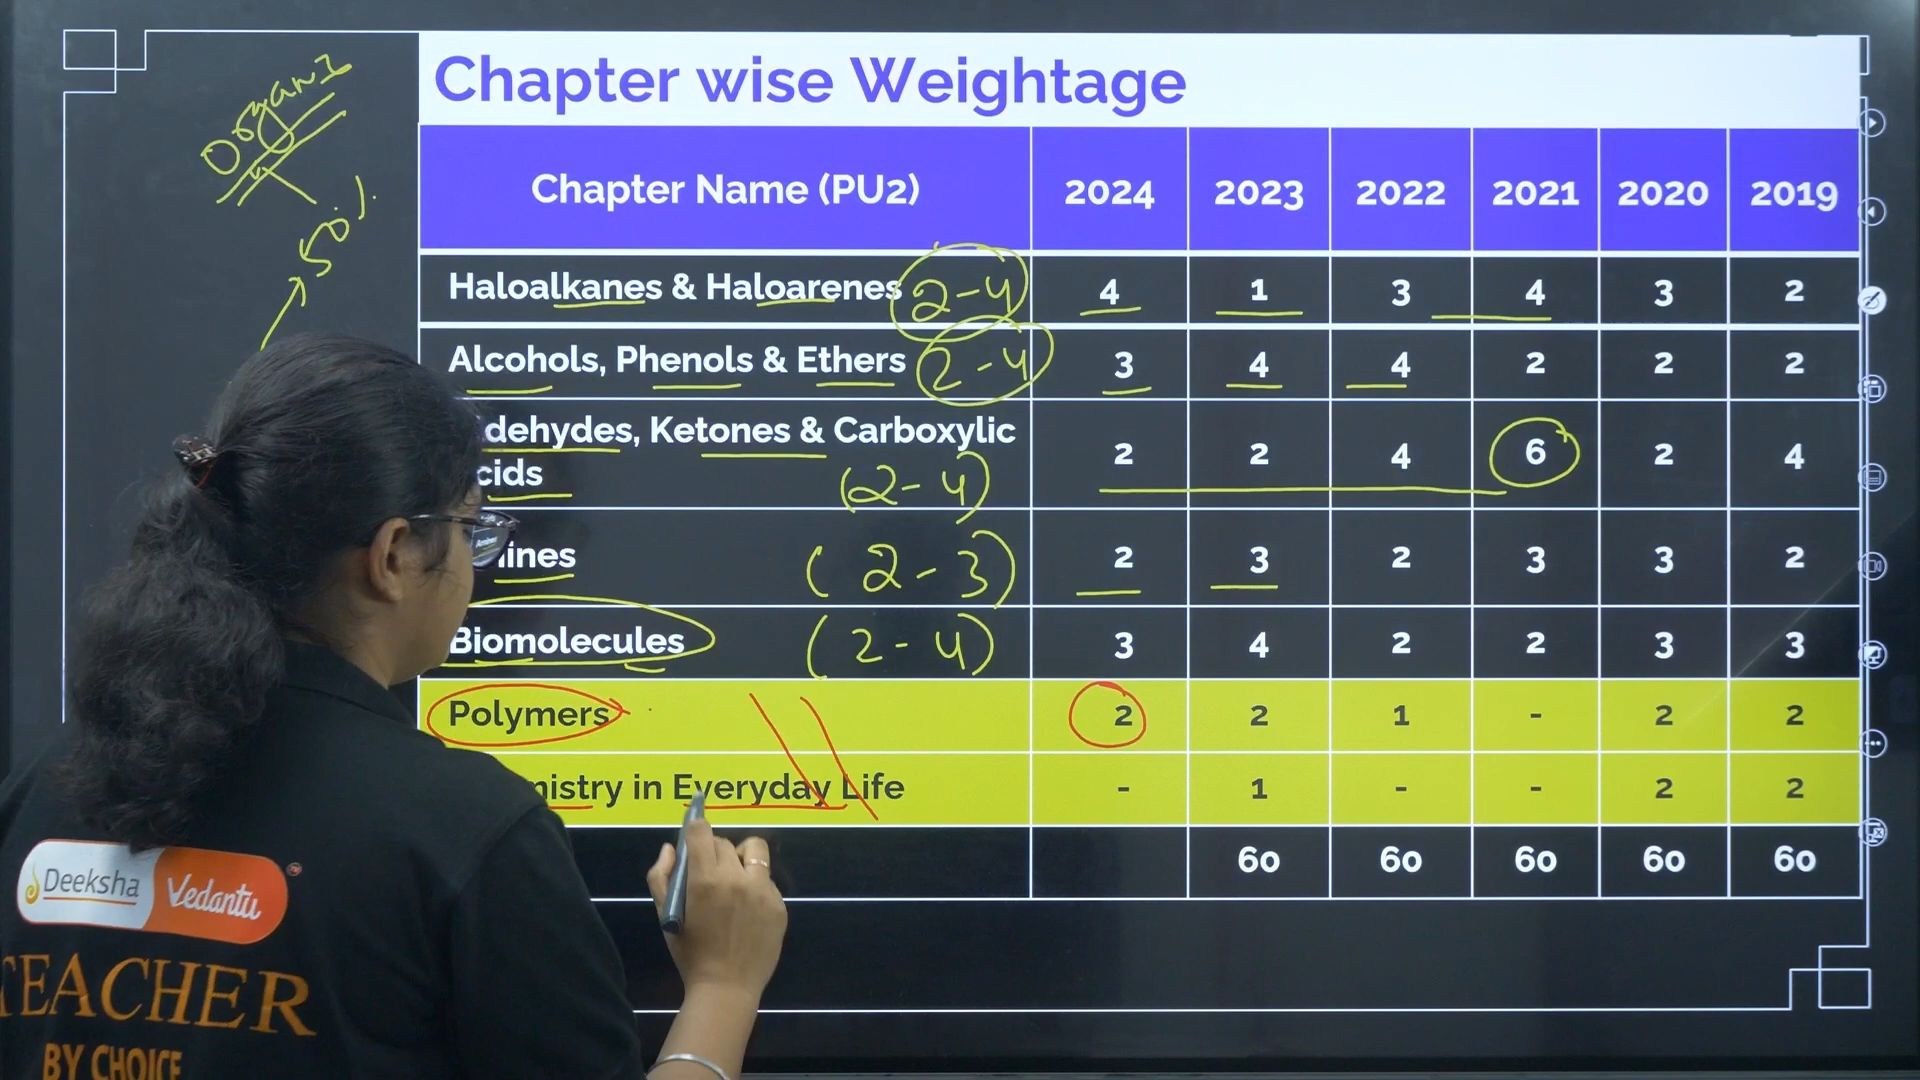 Chapter wise Weightage
Chapter Name (PU2) 2024 2023 2022 2021 2020 2019
Haloalkanes & Haloarenes 2-4 4 1 3 4 3 2
Alcohols, Phenols & Ethers 2-4 3 4 4 2 2 2
dehydes, Ketones & Carboxylic
cids (2-4) 2 2 4 6 2 4
ines (2-3) 2 3 2 3 3 2
Biomolecules (2-4) 3 4 2 2 3 3
Polymers 2 2 1 - 2 2
mistry in Everyday Life - 1 - - 2 2
60 60 60 60 60
50%
Deeksha Vedantu
TEACHER
BY CHOICE